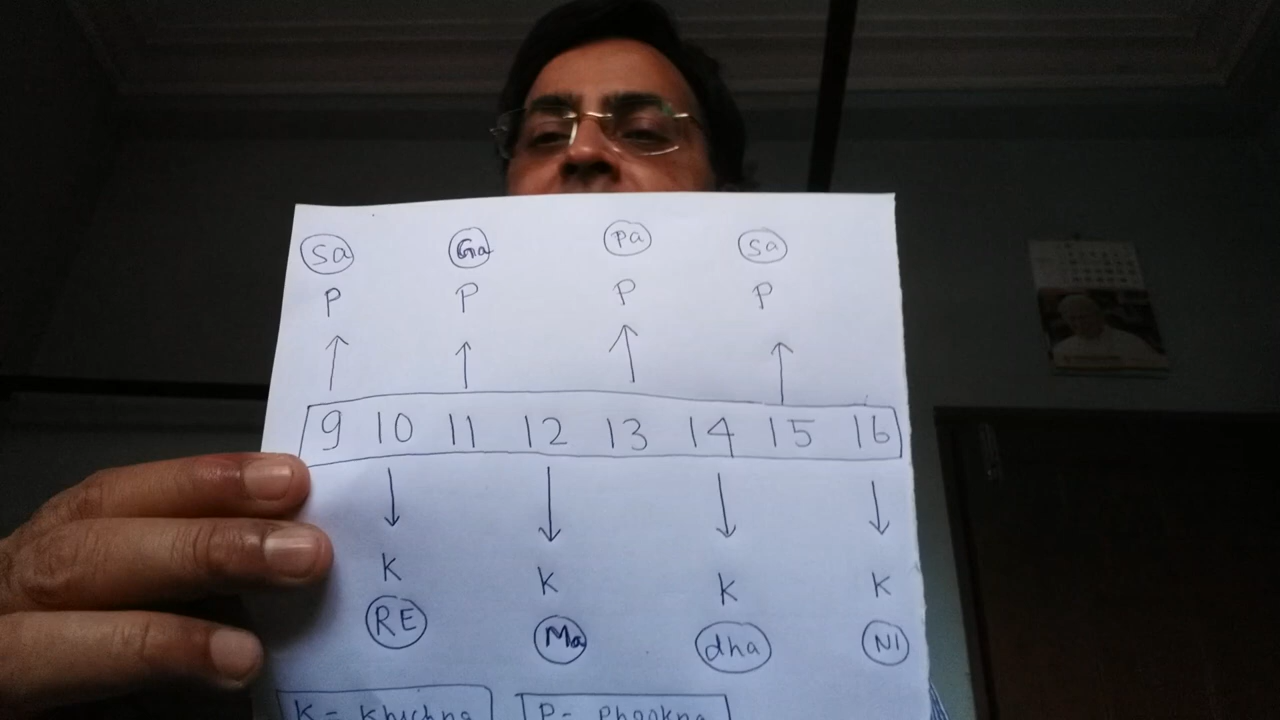 Sa Ga Pa Sa
P P P P
9 10 11 12 13 14 15 16
K K K K
RE Ma dha NI
K - Khichna P - Phookna